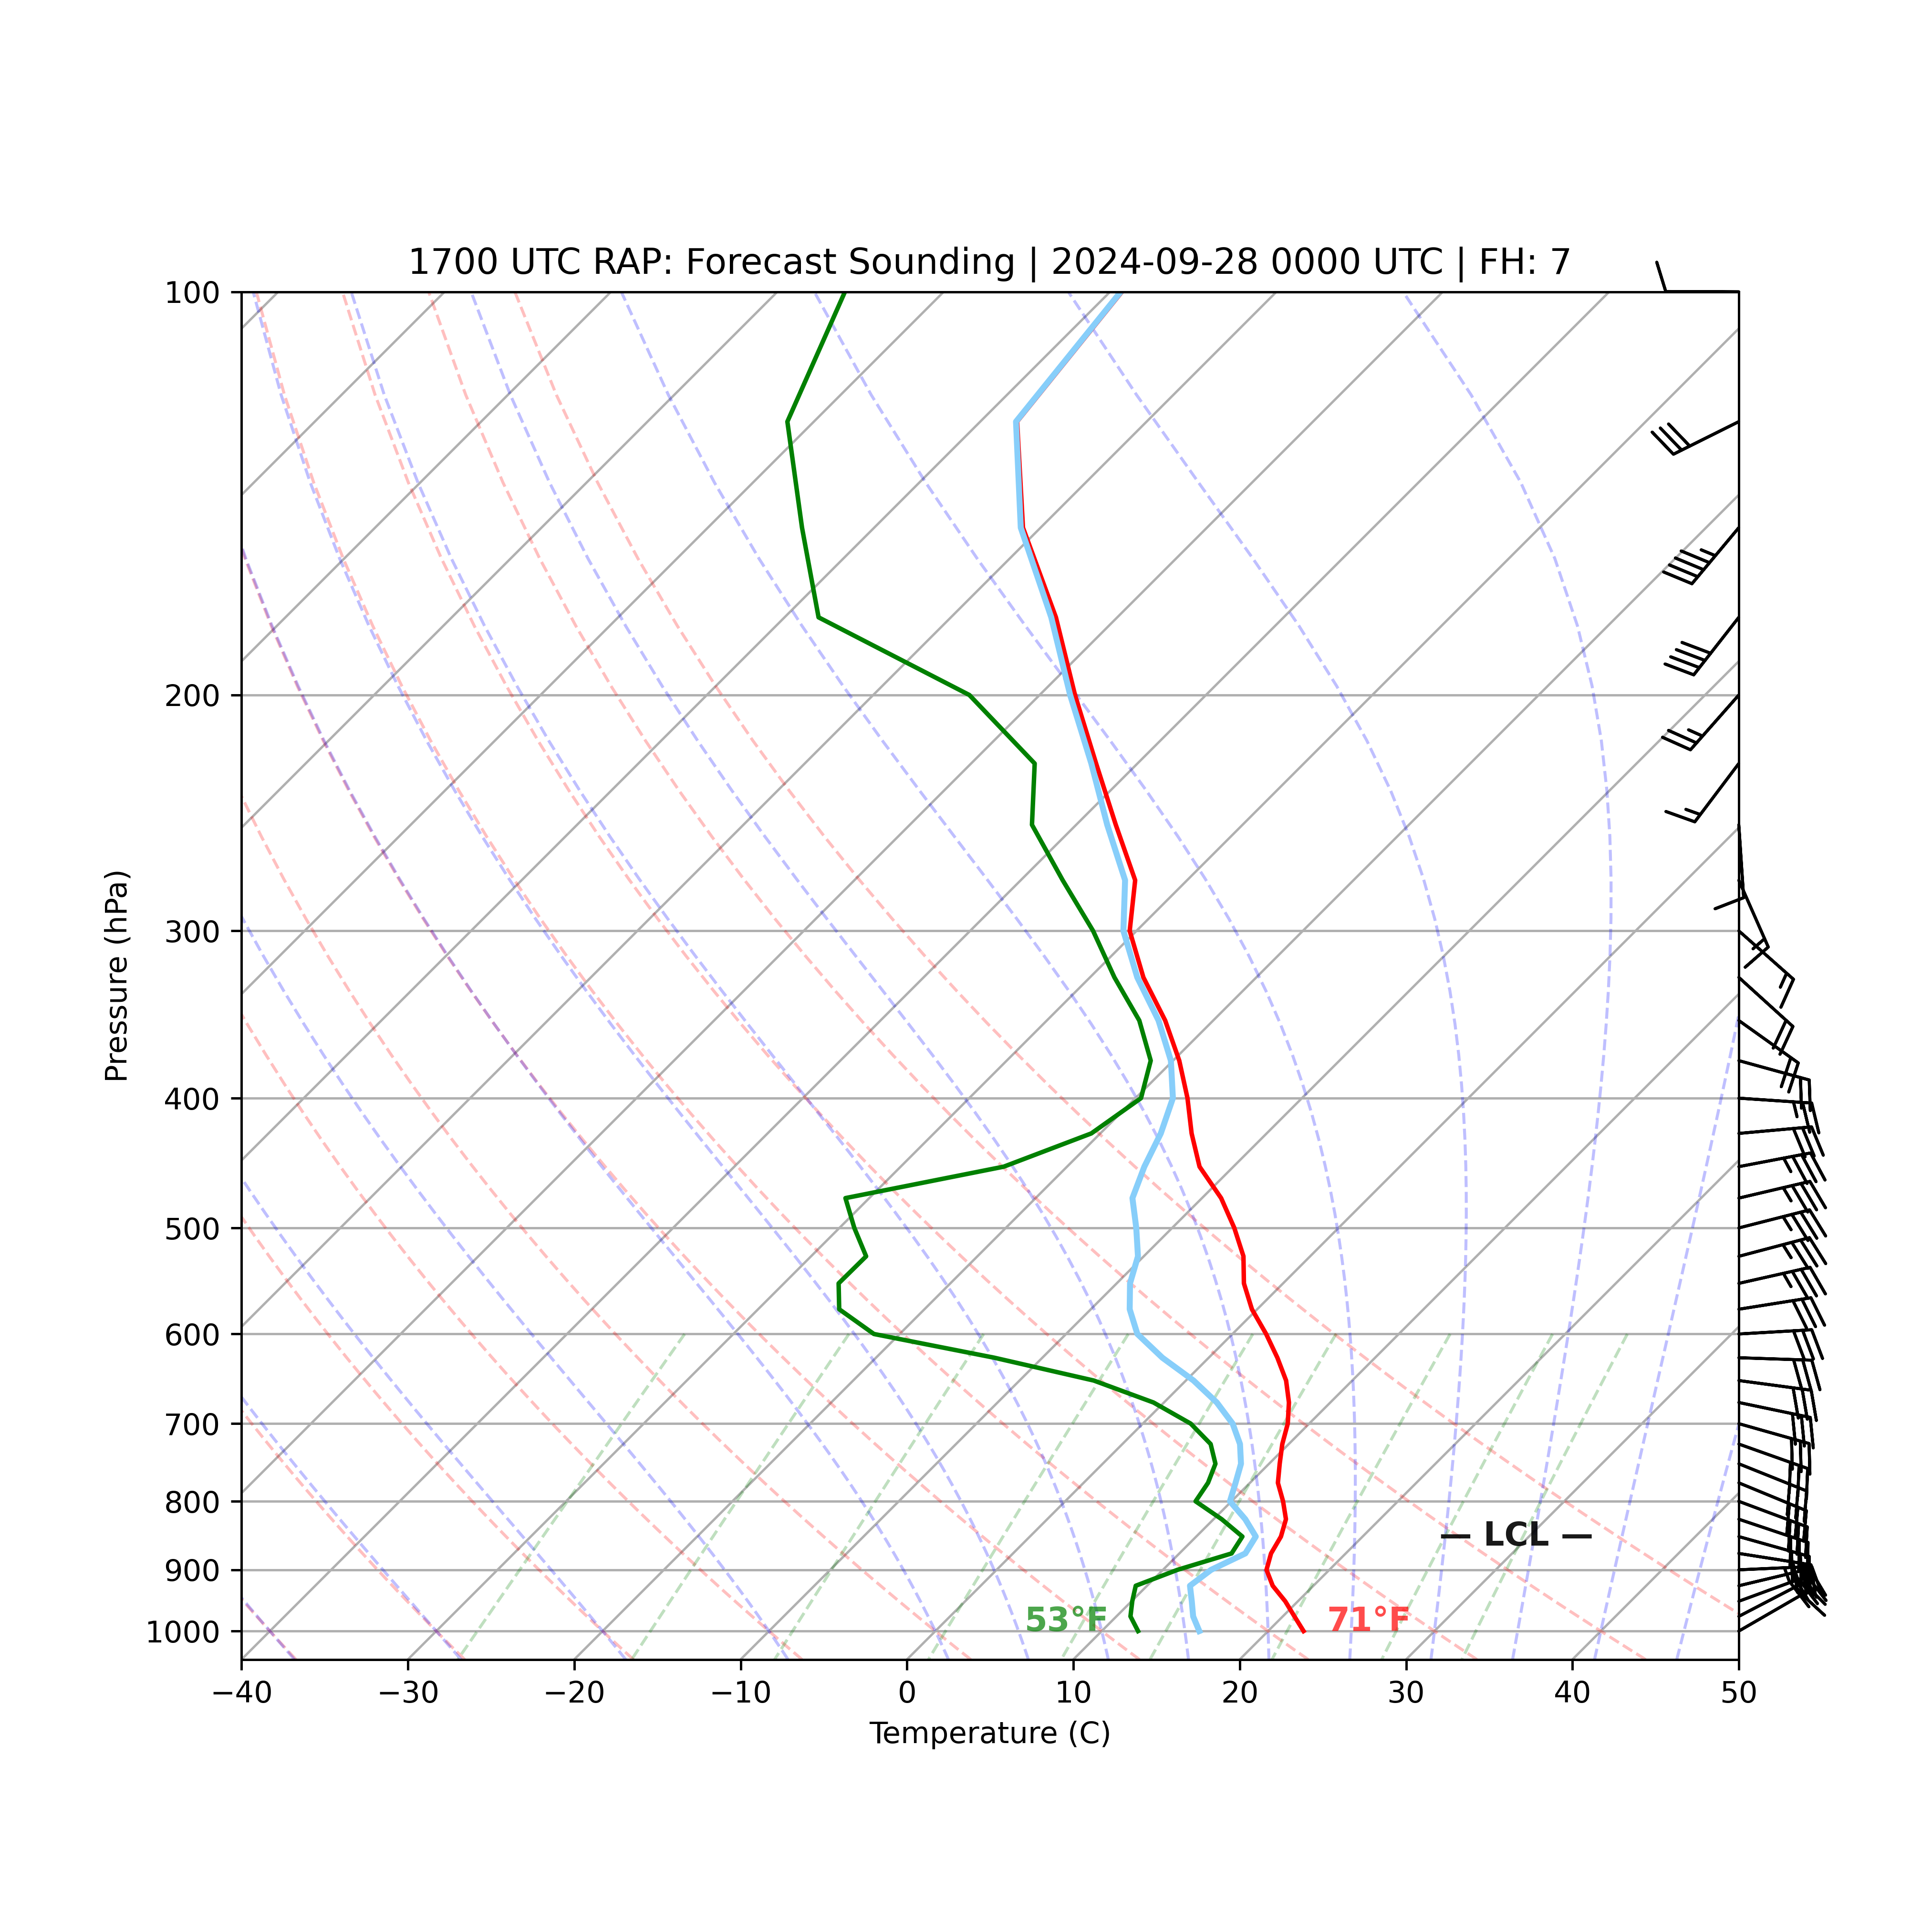 1700 UTC RAP: Forecast Sounding | 2024-09-28 0000 UTC | FH: 7
100
200
300
400
500
600
700
800
900
1000
Pressure (hPa)
— LCL —
53°F
71°F
−40 −30 −20 −10 0 10 20 30 40 50
Temperature (C)